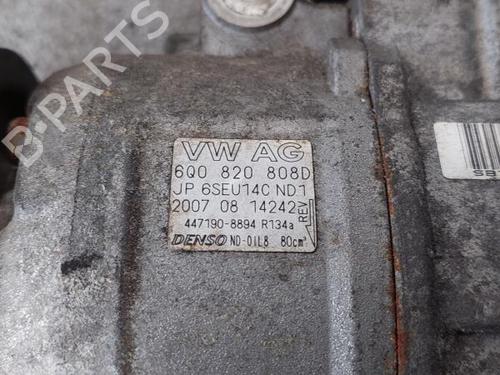 VW AG
6Q0 820 808D
JP 6SEU14C ND1
2007 08 14242
REV
447190-8894 R134a
DENSO ND-OIL8 80cm³
SB
B-PARTS